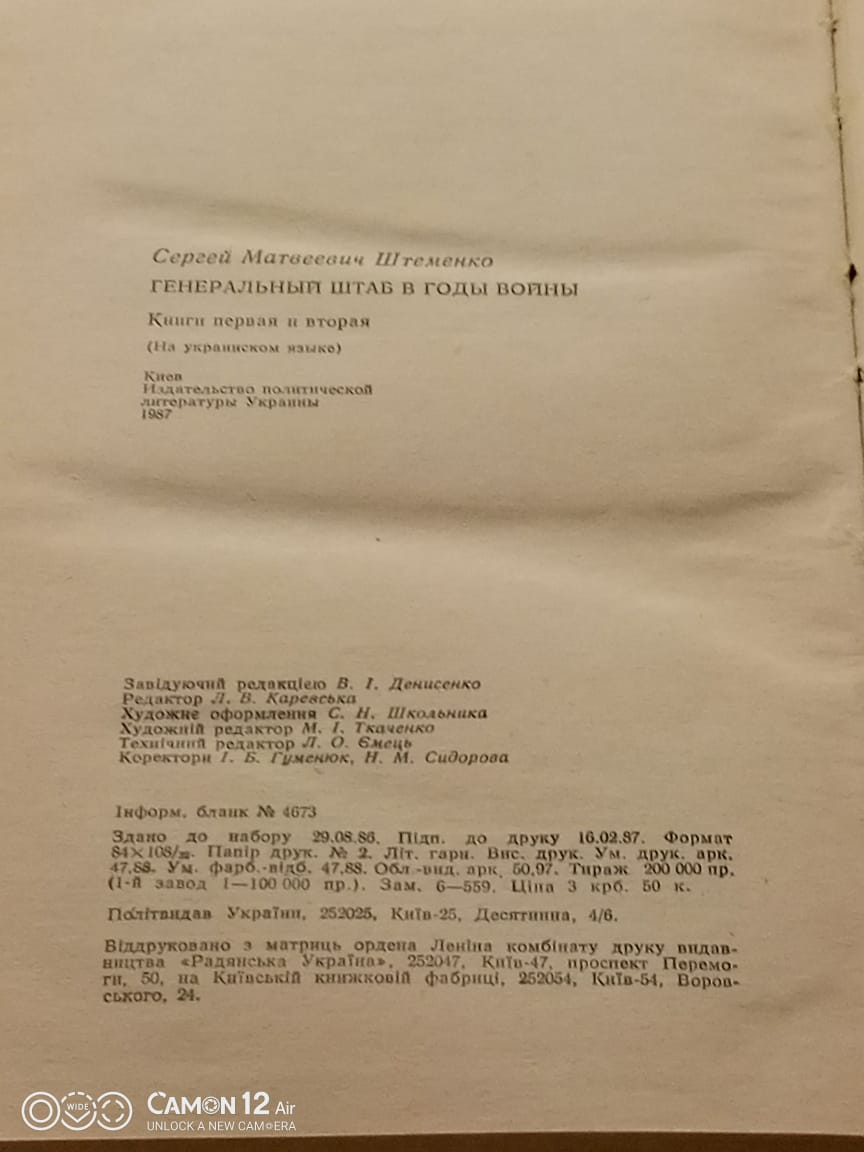 Сергей Матвеевич Штеменко
ГЕНЕРАЛЬНЫЙ ШТАБ В ГОДЫ ВОЙНЫ
Книги первая и вторая
(На украинском языке)
Киев
Издательство политической
литературы Украины
1987
Завідуючий редакцією В. І. Денисенко
Редактор Л. В. Каревська
Художнє оформлення С. Н. Школьника
Художній редактор М. І. Ткаченко
Технічний редактор Л. О. Ємець
Коректори І. Б. Гуменюк, Н. М. Сидорова
Інформ. бланк № 4673
Здано до набору 29.08.86. Підп. до друку 16.02.87. Формат
84×108/32. Папір друк. № 2. Літ. гарн. Вис. друк. Ум. друк. арк.
47,88. Ум. фарб.-відб. 47,88. Обл.-вид. арк. 50,97. Тираж 200 000 пр.
(1-й завод 1—100 000 пр.). Зам. 6—559. Ціна 3 крб. 50 к.
Політвидав України, 252025, Київ-25, Десятинна, 4/6.
Віддруковано з матриць ордена Леніна комбінату друку видав-
ництва «Радянська Україна», 252047, Київ-47, проспект Перемо-
ги, 50, на Київській книжковій фабриці, 252054, Київ-54, Воров-
ського, 24.
WIDE
CAMON 12 Air
UNLOCK A NEW CAMERA